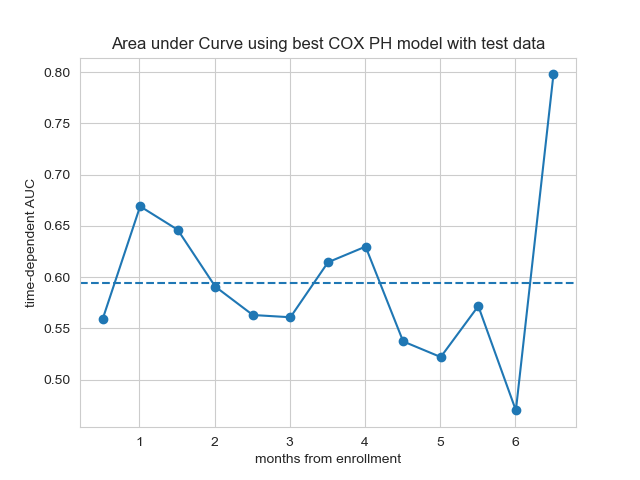 Area under Curve using best COX PH model with test data
time-dependent AUC
0.80
0.75
0.70
0.65
0.60
0.55
0.50
1 2 3 4 5 6
months from enrollment